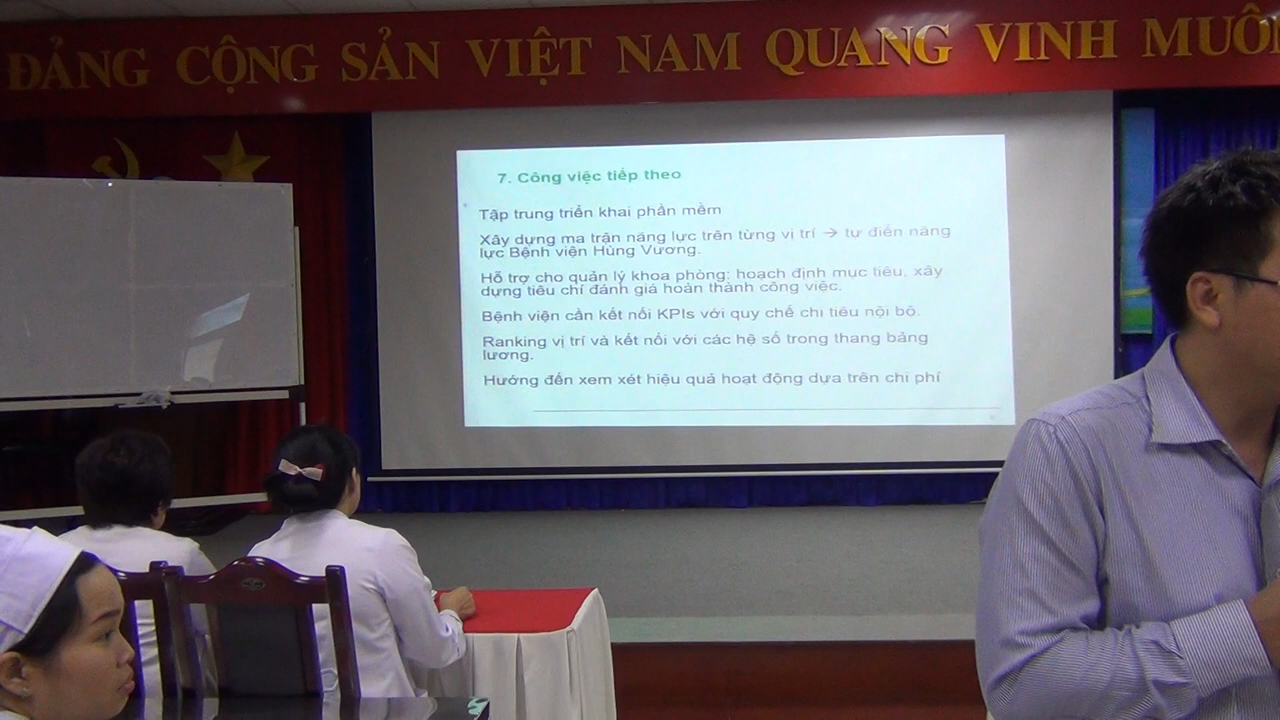 ĐẢNG CỘNG SẢN VIỆT NAM QUANG VINH MUÔ
7. Công việc tiếp theo
Tập trung triển khai phần mềm
Xây dựng ma trận năng lực trên từng vị trí → tự điển năng
lực Bệnh viện Hùng Vương.
Hỗ trợ cho quản lý khoa phòng: hoạch định mục tiêu, xây
dựng tiêu chí đánh giá hoàn thành công việc.
Bệnh viện cần kết nối KPIs với quy chế chi tiêu nội bộ.
Ranking vị trí và kết nối với các hệ số trong thang bảng
lương.
Hướng đến xem xét hiệu quả hoạt động dựa trên chi phí